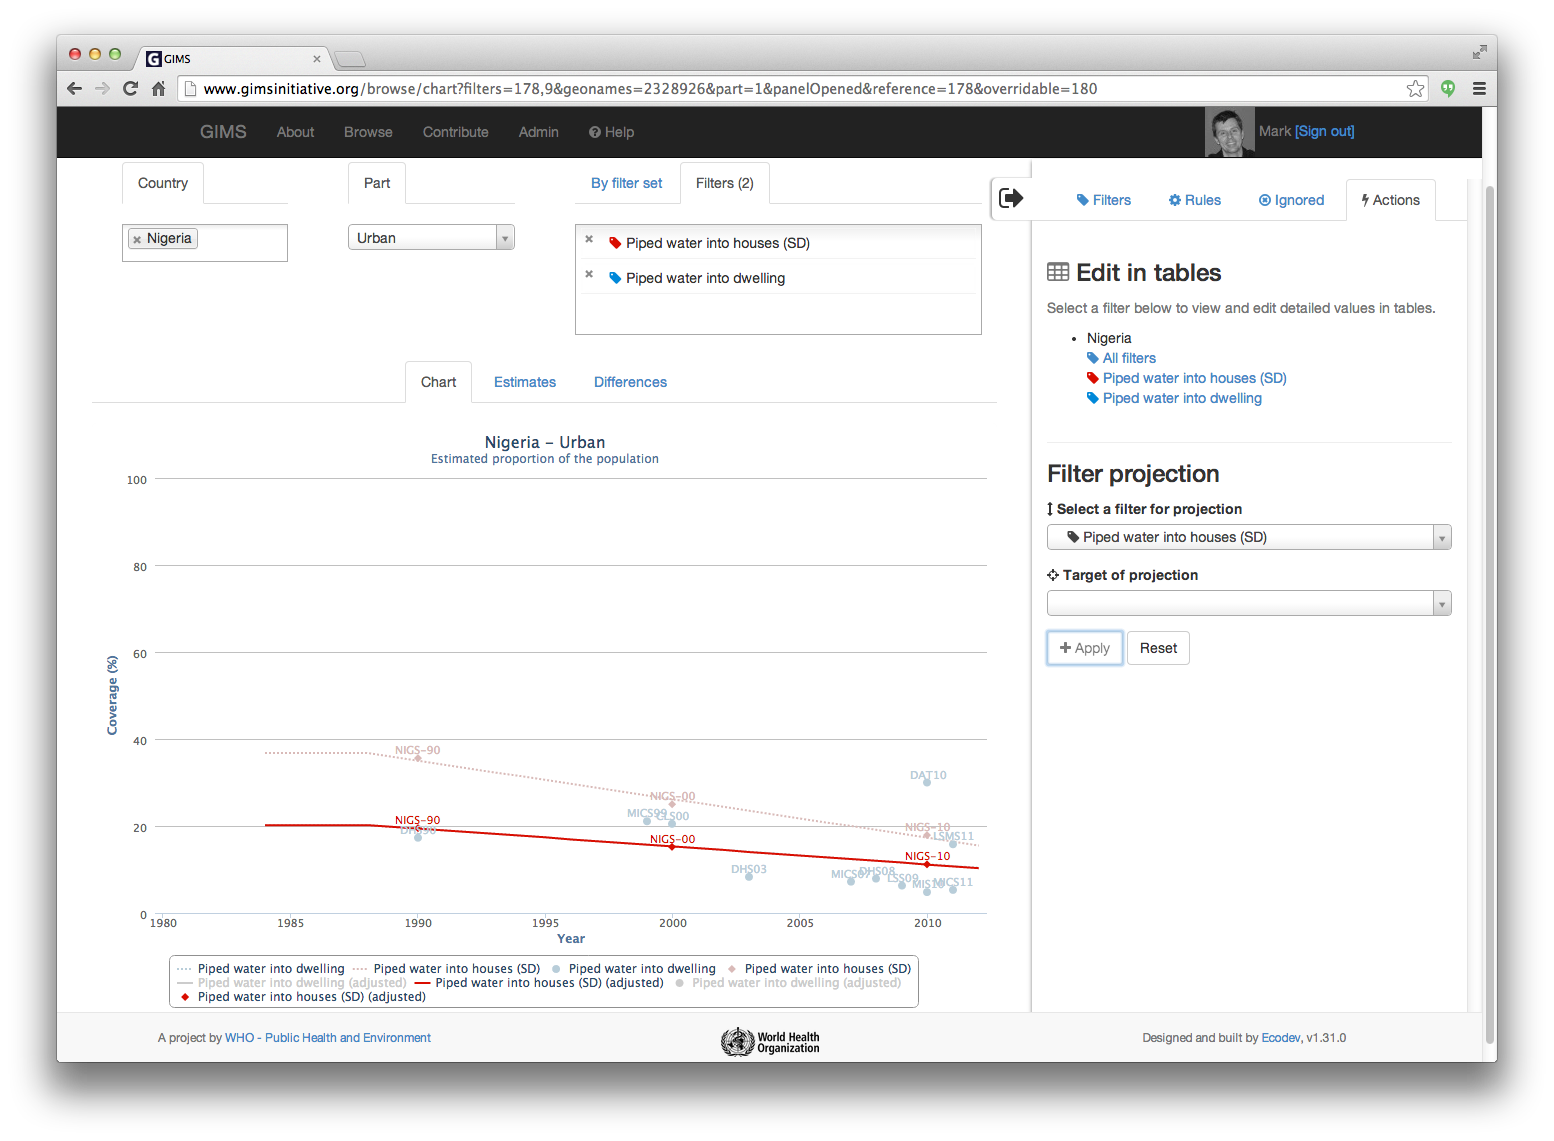 GIMS
www.gimsinitiative.org/browse/chart?filters=178,9&geonames=2328926&part=1&panelOpened&reference=178&overridable=180
GIMS About Browse Contribute Admin Help
Mark [Sign out]
Country
Part
By filter set Filters (2)
Nigeria
Urban
Piped water into houses (SD)
Piped water into dwelling
Filters Rules Ignored Actions
Edit in tables
Select a filter below to view and edit detailed values in tables.
Nigeria
All filters
Piped water into houses (SD)
Piped water into dwelling
Filter projection
Select a filter for projection
Piped water into houses (SD)
Target of projection
Apply Reset
Chart Estimates Differences
Nigeria – Urban
Estimated proportion of the population
Coverage (%)
100
80
60
40
20
0
NIGS-90
NIGS-00
NIGS-10
DAT10
MICS99
GLS00
LSMS11
NIGS-90
DHS90
NIGS-00
NIGS-10
DHS03
MICS07
DHS08
LSS09
MIS10
MICS11
1980 1985 1990 1995 2000 2005 2010
Year
Piped water into dwelling Piped water into houses (SD) Piped water into dwelling Piped water into houses (SD)
Piped water into dwelling (adjusted) Piped water into houses (SD) (adjusted) Piped water into dwelling (adjusted)
Piped water into houses (SD) (adjusted)
A project by WHO - Public Health and Environment
World Health
Organization
Designed and built by Ecodev, v1.31.0